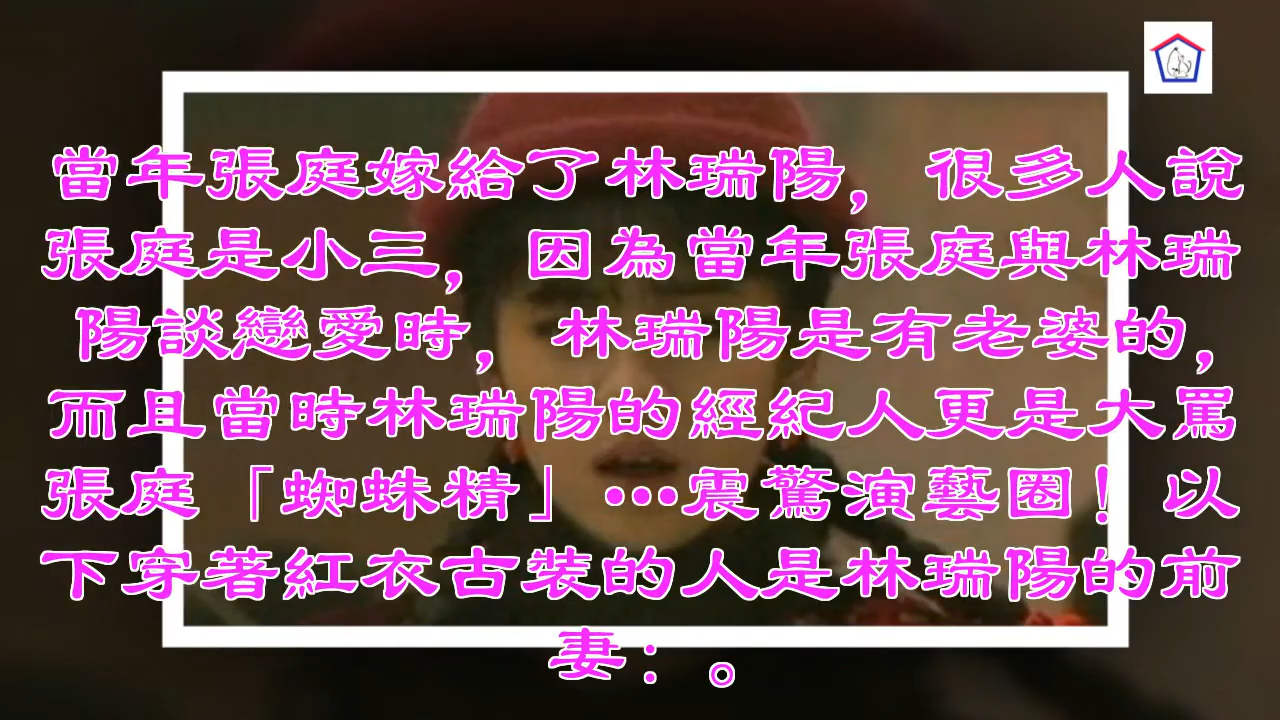 當年張庭嫁給了林瑞陽，很多人說
張庭是小三，因為當年張庭與林瑞
陽談戀愛時，林瑞陽是有老婆的，
而且當時林瑞陽的經紀人更是大罵
張庭「蜘蛛精」…震驚演藝圈！以
下穿著紅衣古裝的人是林瑞陽的前
妻：。